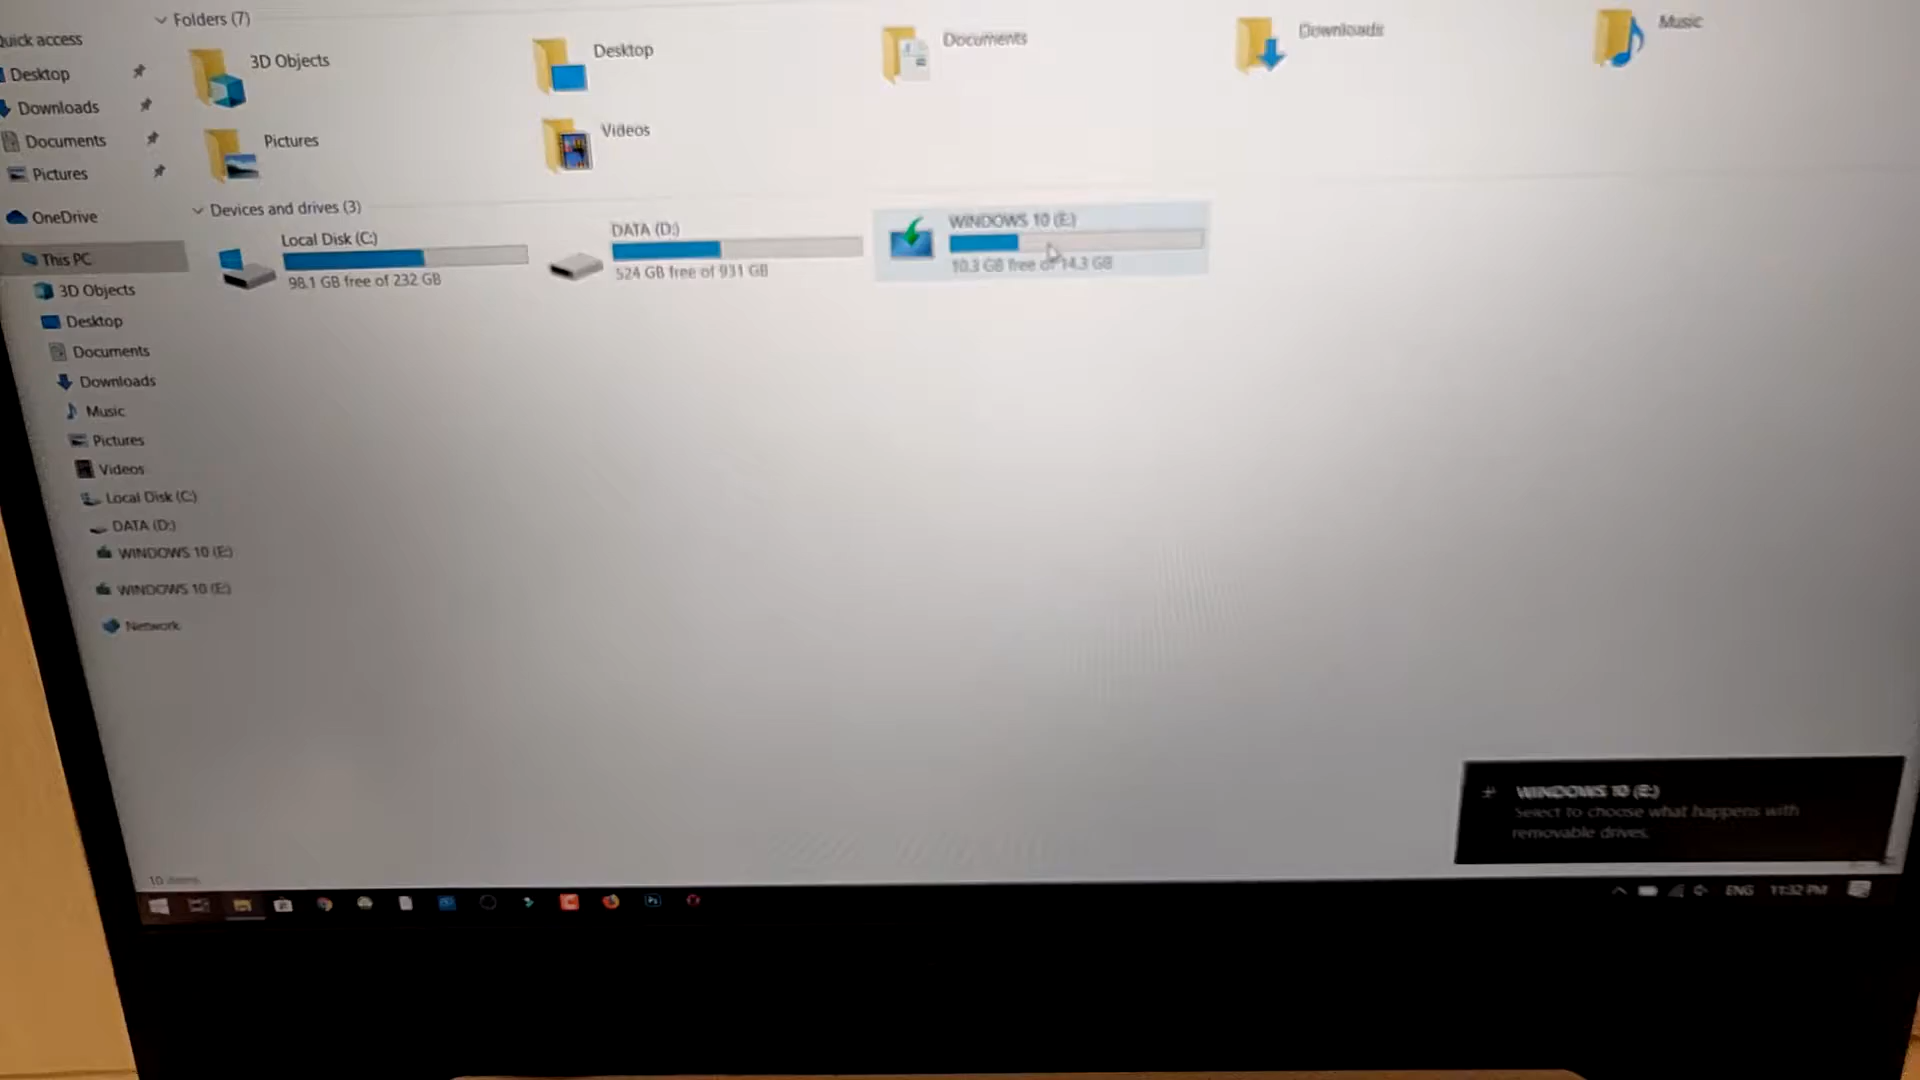 Folders (7)
Quick access
Desktop
Downloads
Documents
Pictures
OneDrive
This PC
3D Objects
Desktop
Documents
Downloads
Music
Pictures
Videos
Local Disk (C:)
DATA (D:)
WINDOWS 10 (E:)
WINDOWS 10 (E:)
Network
3D Objects
Desktop
Documents
Downloads
Music
Pictures
Videos
Devices and drives (3)
Local Disk (C:)
98.1 GB free of 232 GB
DATA (D:)
524 GB free of 931 GB
WINDOWS 10 (E:)
10.3 GB free of 14.3 GB
WINDOWS 10 (E:)
Select to choose what happens with
removable drives.
10 items
ENG 11:32 PM